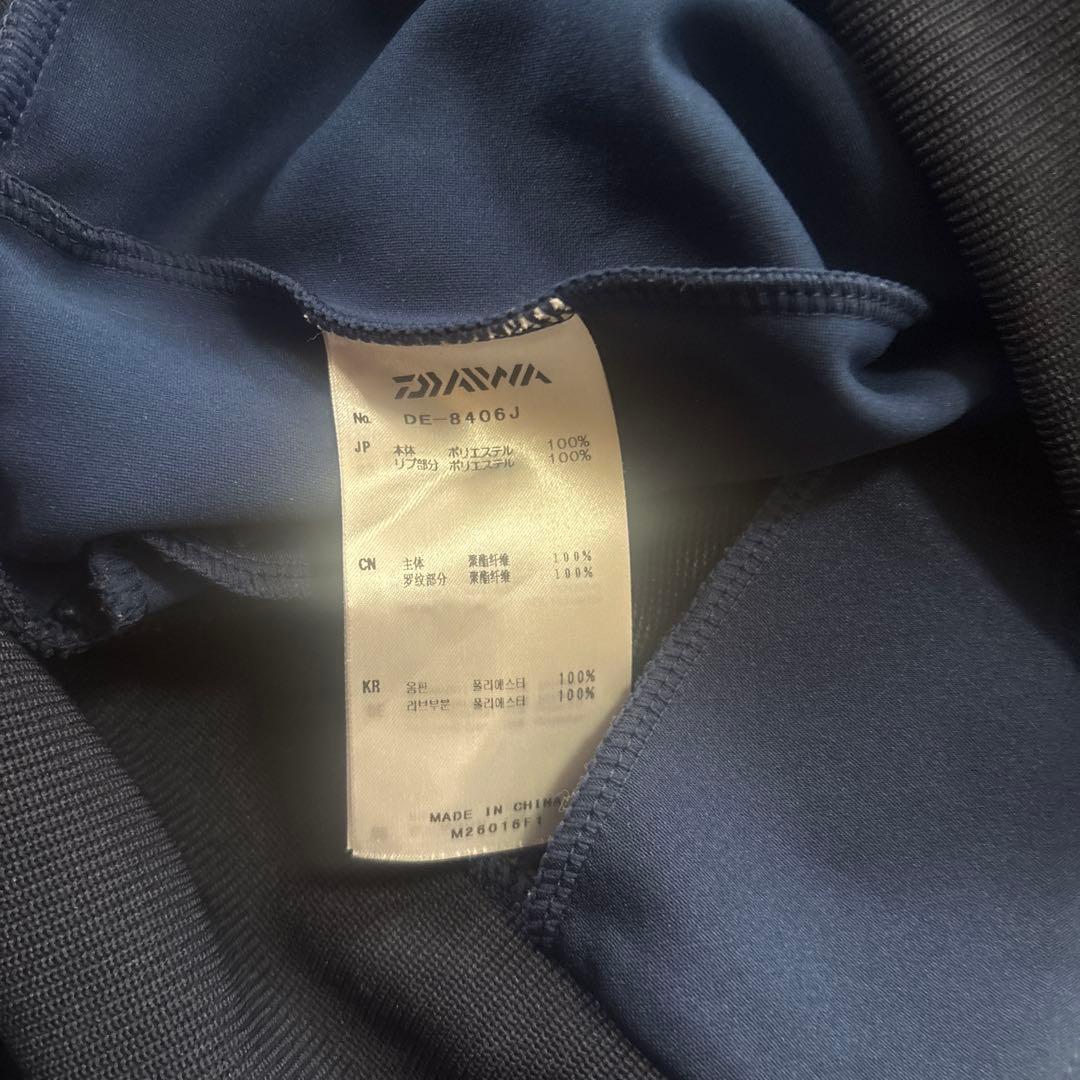 DAIWA
No. DE-8406J
JP 本体 ポリエステル 100%
リブ部分 ポリエステル 100%
CN 主体 聚酯纤维 100%
罗纹部分 聚酯纤维 100%
KR 옴판 폴리에스터 100%
러브부분 폴리에스터 100%
MADE IN CHINA
M26016F1